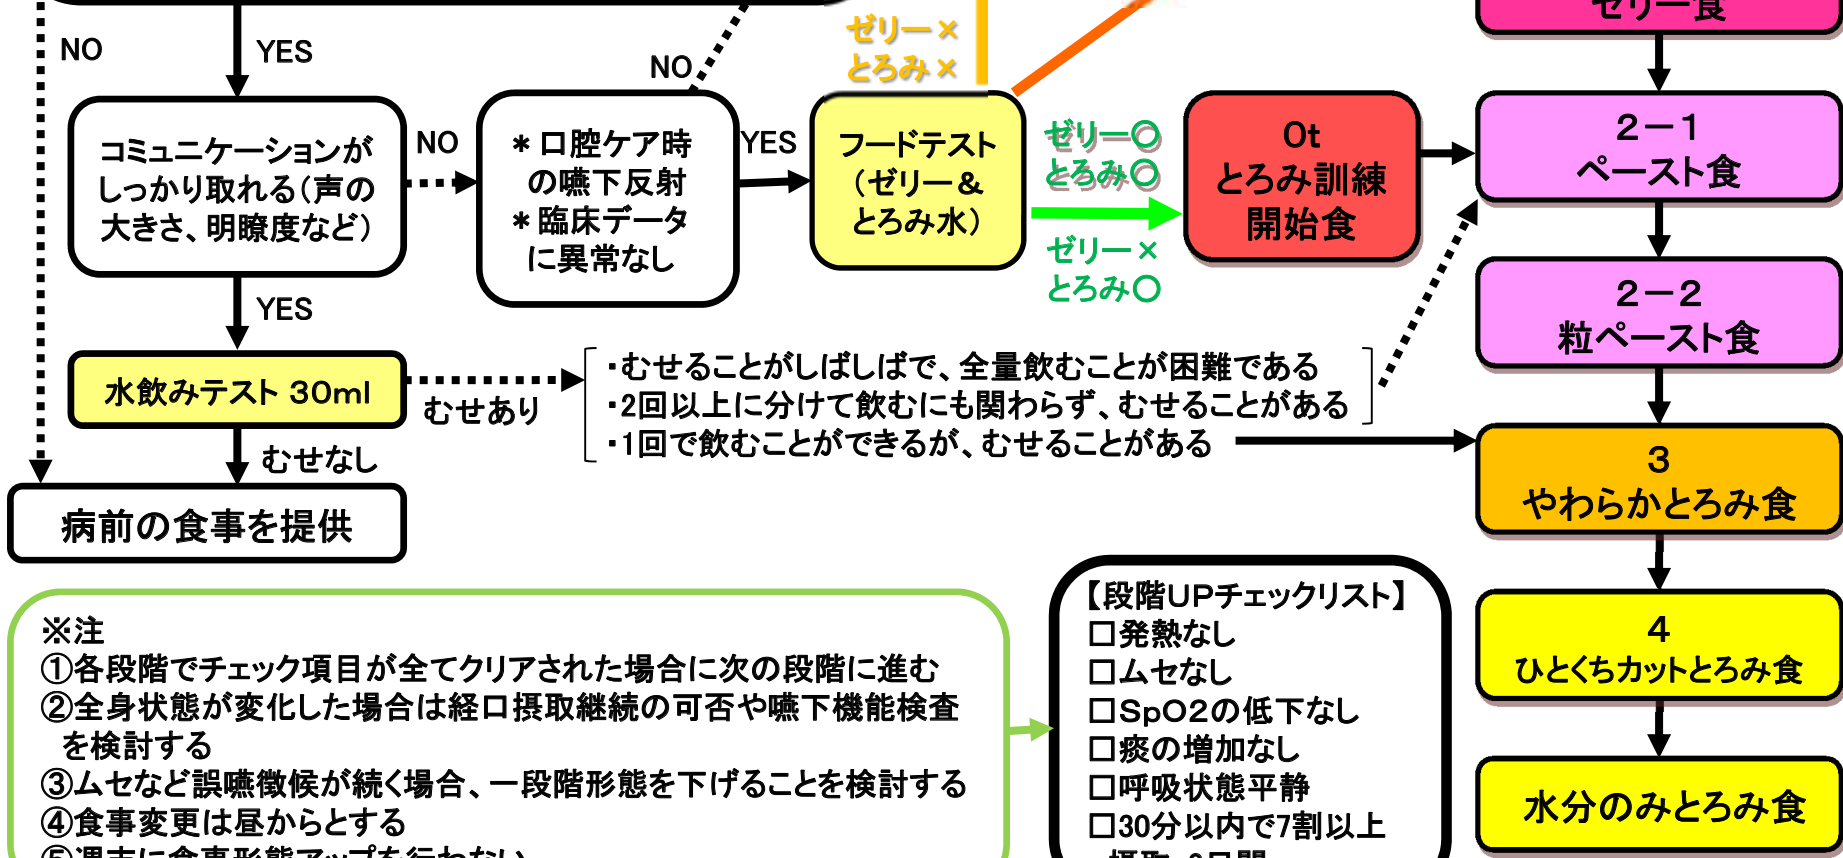 ゼリー食
NO
YES
NO
ゼリー×
とろみ×
コミュニケーションが
しっかり取れる（声の
大きさ、明瞭度など）
NO
＊口腔ケア時
の嚥下反射
＊臨床データ
に異常なし
YES
フードテスト
（ゼリー＆
とろみ水）
ゼリー〇
とろみ〇
ゼリー×
とろみ〇
0t
とろみ訓練
開始食
２－１
ペースト食
２－２
粒ペースト食
YES
水飲みテスト 30ml
むせあり
・むせることがしばしばで、全量飲むことが困難である
・2回以上に分けて飲むにも関わらず、むせることがある
・1回で飲むことができるが、むせることがある
むせなし
病前の食事を提供
３
やわらかとろみ食
４
ひとくちカットとろみ食
水分のみとろみ食
※注
①各段階でチェック項目が全てクリアされた場合に次の段階に進む
②全身状態が変化した場合は経口摂取継続の可否や嚥下機能検査
を検討する
③ムセなど誤嚥徴候が続く場合、一段階形態を下げることを検討する
④食事変更は昼からとする
⑤週末に食事形態アップを行わない
【段階UPチェックリスト】
□発熱なし
□ムセなし
□SpO2の低下なし
□痰の増加なし
□呼吸状態平静
□30分以内で7割以上